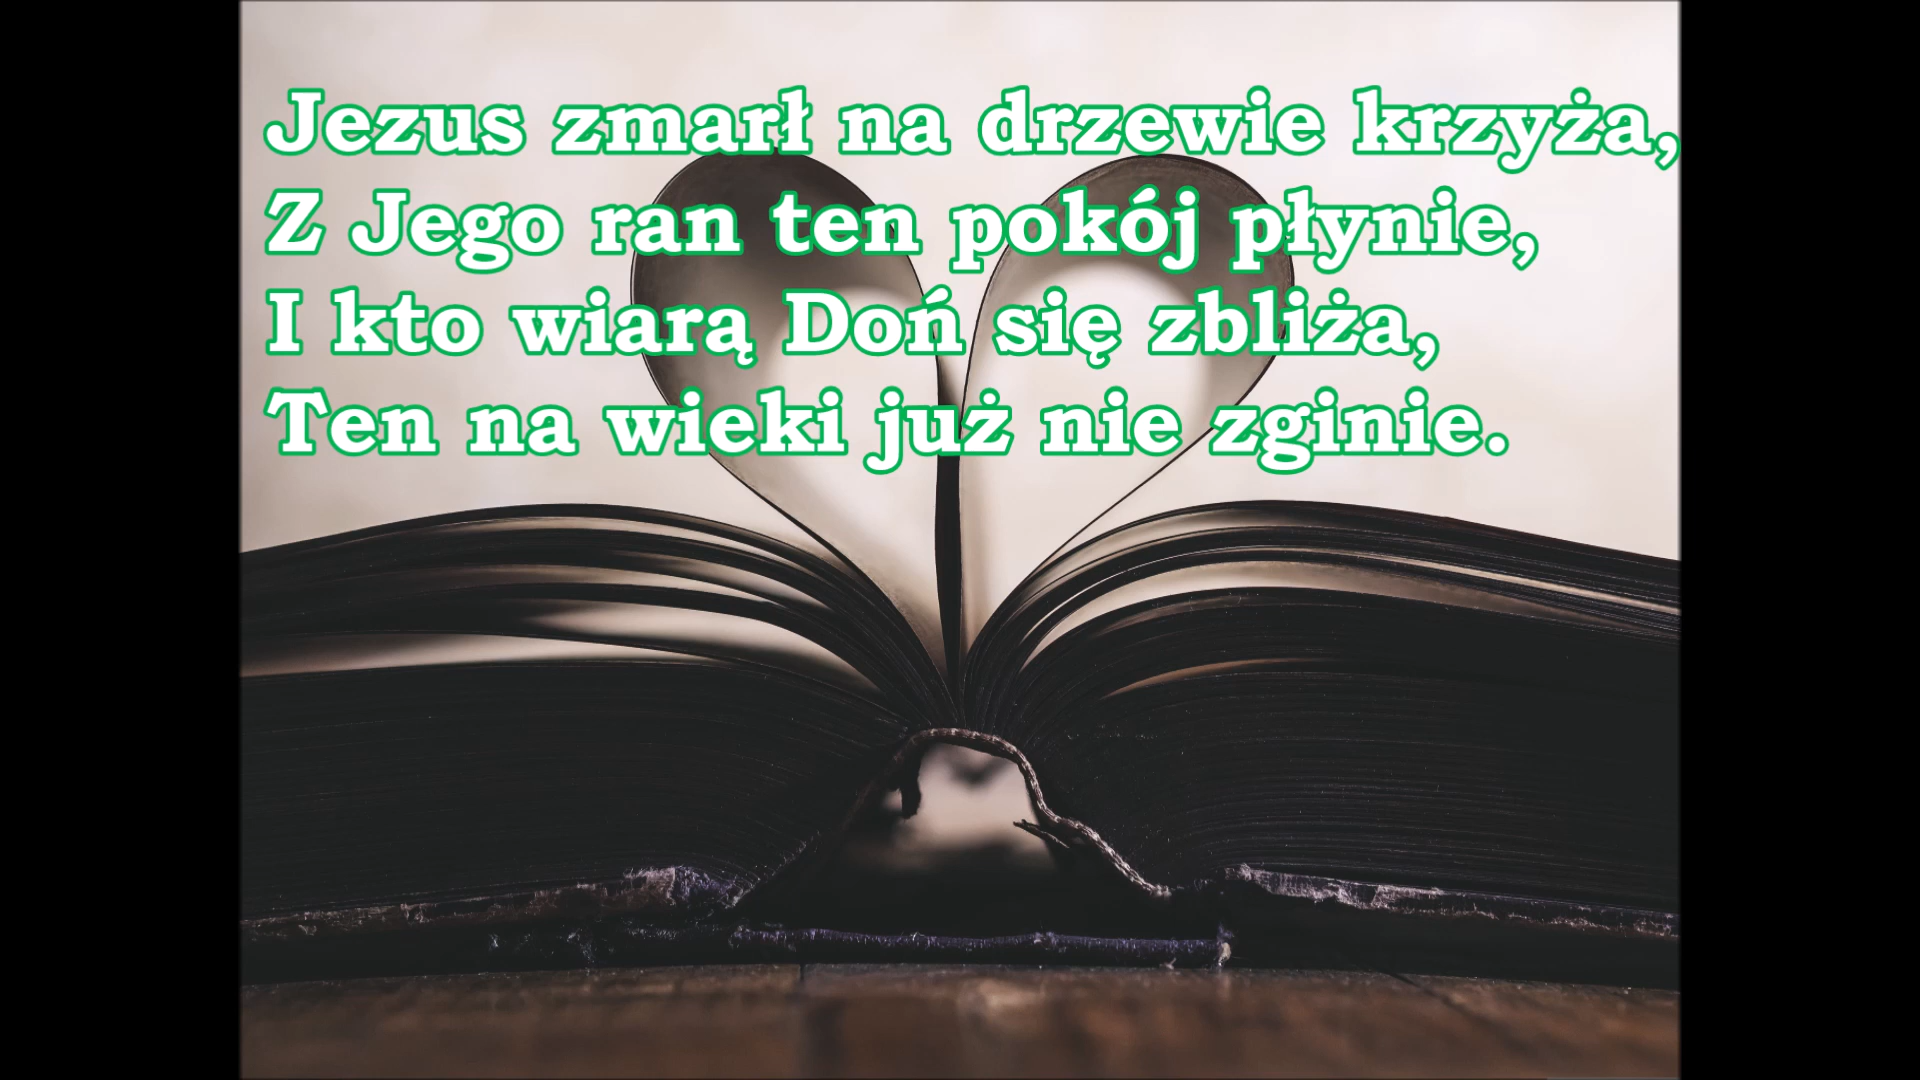 Jezus zmarł na drzewie krzyża,
Z Jego ran ten pokój płynie,
I kto wiarą Doń się zbliża,
Ten na wieki już nie zginie.